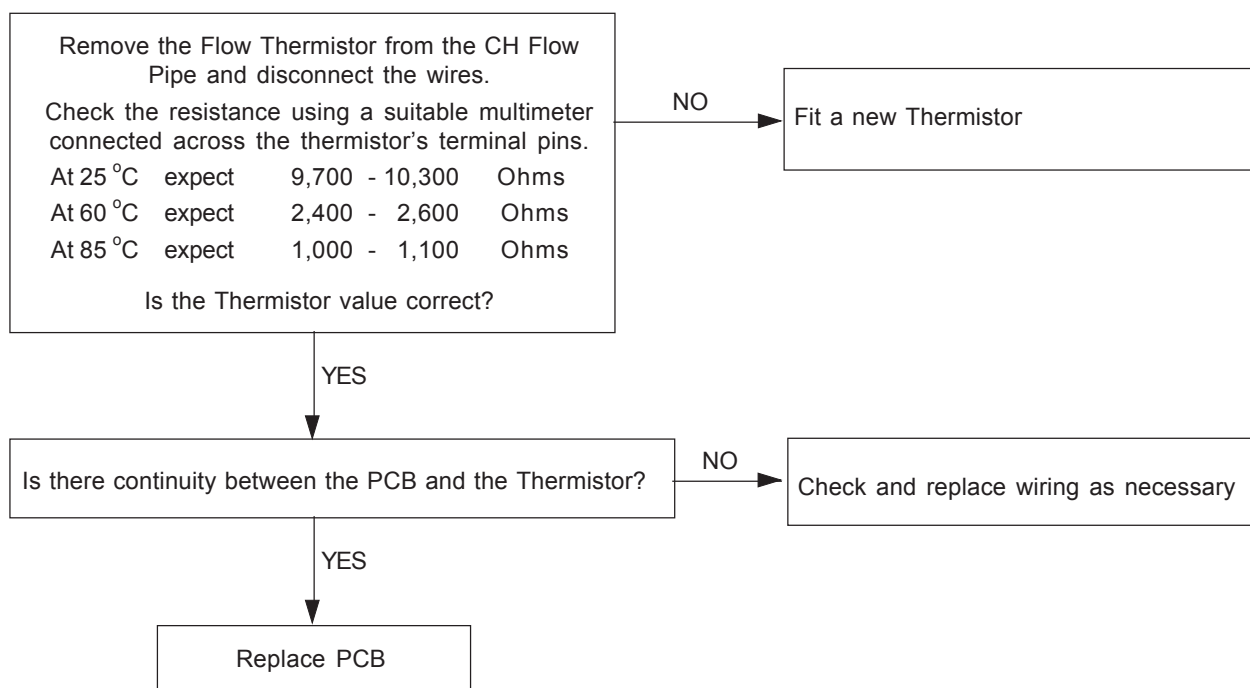 Remove the Flow Thermistor from the CH Flow
Pipe and disconnect the wires.
Check the resistance using a suitable multimeter
connected across the thermistor's terminal pins.
At 25 °C expect 9,700 - 10,300 Ohms
At 60 °C expect 2,400 - 2,600 Ohms
At 85 °C expect 1,000 - 1,100 Ohms
Is the Thermistor value correct?
NO
Fit a new Thermistor
YES
Is there continuity between the PCB and the Thermistor?
NO
Check and replace wiring as necessary
YES
Replace PCB